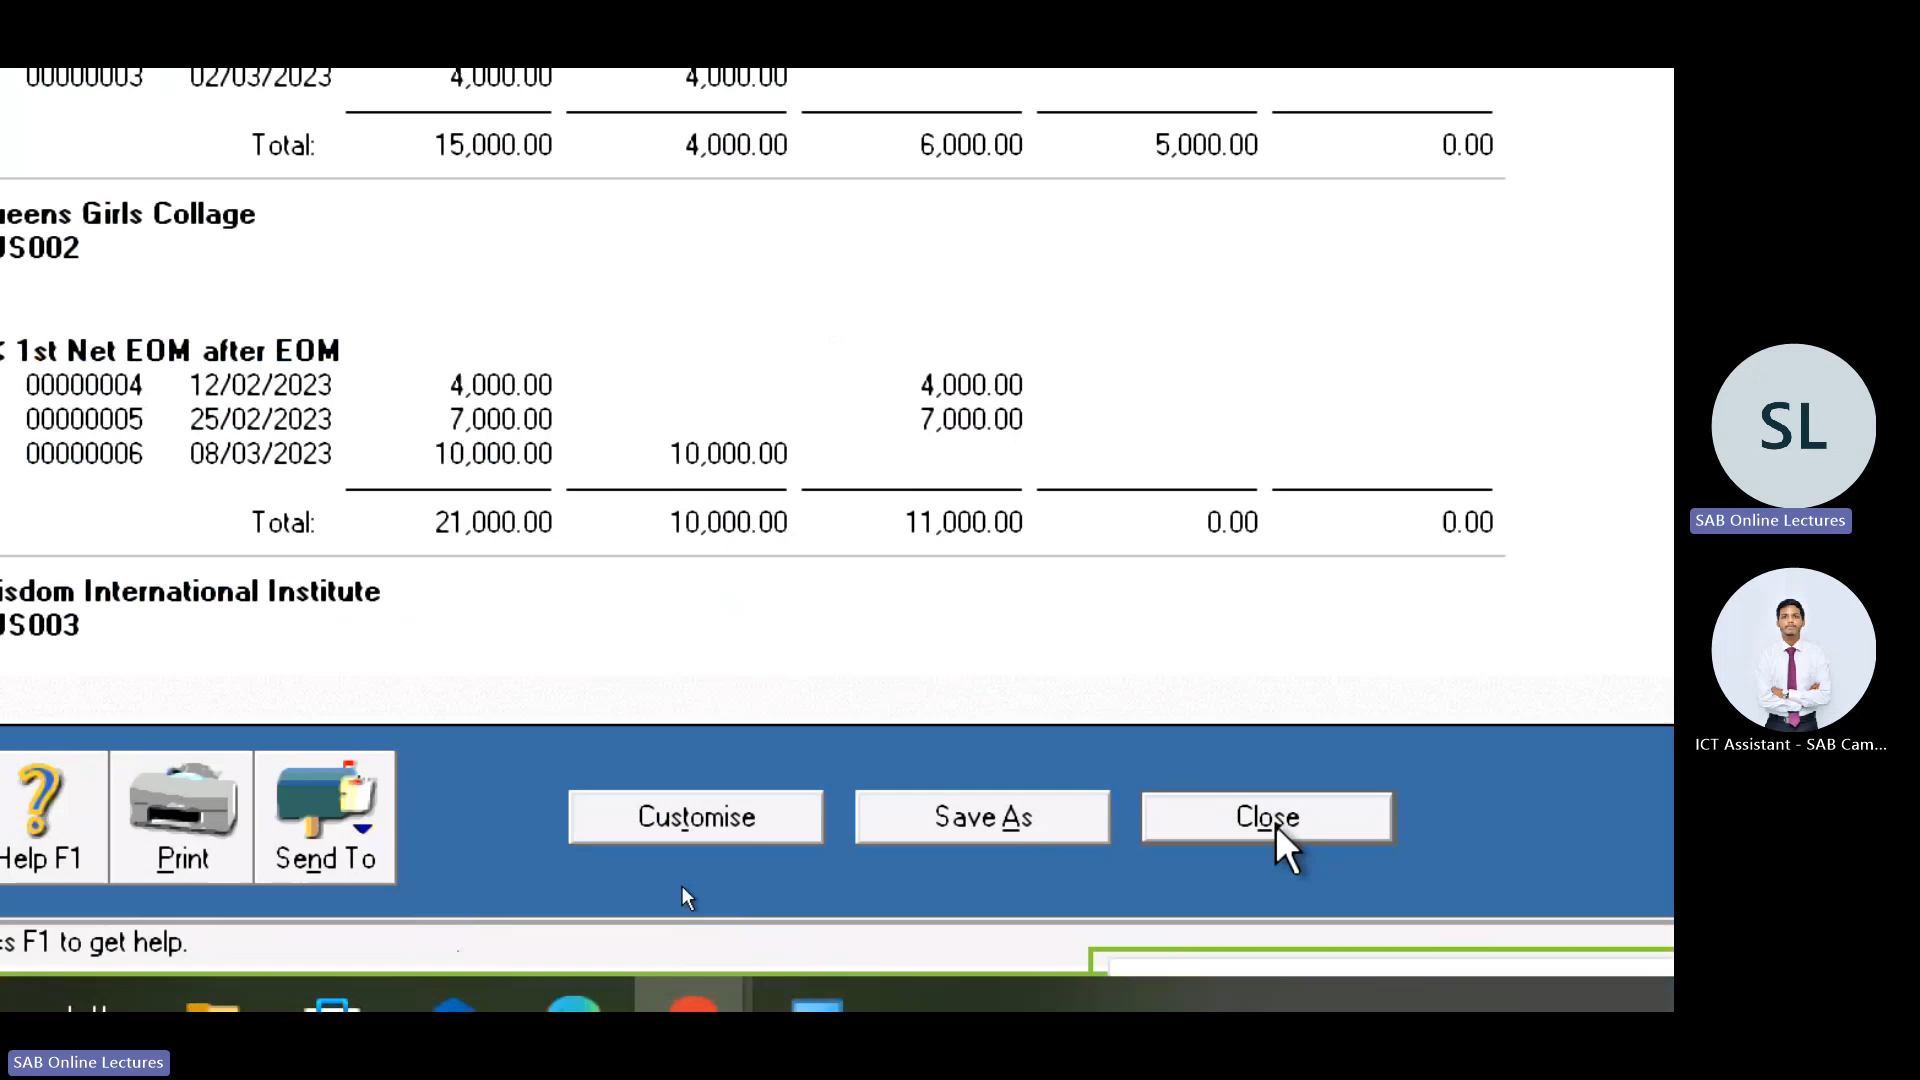 00000003 02/03/2023 4,000.00 4,000.00
Total: 15,000.00 4,000.00 6,000.00 5,000.00 0.00
ueens Girls Collage
US002
1st Net EOM after EOM
00000004 12/02/2023 4,000.00 4,000.00
00000005 25/02/2023 7,000.00 7,000.00
00000006 08/03/2023 10,000.00 10,000.00
Total: 21,000.00 10,000.00 11,000.00 0.00 0.00
isdom International Institute
US003
Help F1
Print
Send To
Customise
Save As
Close
s F1 to get help.
SL
SAB Online Lectures
ICT Assistant - SAB Cam...
SAB Online Lectures